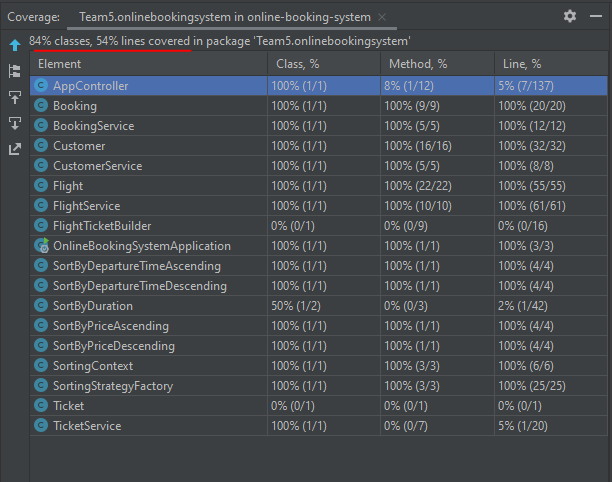 Coverage: Team5.onlinebookingsystem in online-booking-system
84% classes, 54% lines covered in package 'Team5.onlinebookingsystem'
Element Class, % Method, % Line, %
AppController 100% (1/1) 8% (1/12) 5% (7/137)
Booking 100% (1/1) 100% (9/9) 100% (20/20)
BookingService 100% (1/1) 100% (5/5) 100% (12/12)
Customer 100% (1/1) 100% (16/16) 100% (32/32)
CustomerService 100% (1/1) 100% (5/5) 100% (8/8)
Flight 100% (1/1) 100% (22/22) 100% (55/55)
FlightService 100% (1/1) 100% (10/10) 100% (61/61)
FlightTicketBuilder 0% (0/1) 0% (0/9) 0% (0/16)
OnlineBookingSystemApplication 100% (1/1) 100% (1/1) 100% (3/3)
SortByDepartureTimeAscending 100% (1/1) 100% (1/1) 100% (4/4)
SortByDepartureTimeDescending 100% (1/1) 100% (1/1) 100% (4/4)
SortByDuration 50% (1/2) 0% (0/3) 2% (1/42)
SortByPriceAscending 100% (1/1) 100% (1/1) 100% (4/4)
SortByPriceDescending 100% (1/1) 100% (1/1) 100% (4/4)
SortingContext 100% (1/1) 100% (3/3) 100% (6/6)
SortingStrategyFactory 100% (1/1) 100% (3/3) 100% (25/25)
Ticket 0% (0/1) 0% (0/1) 0% (0/1)
TicketService 100% (1/1) 0% (0/7) 5% (1/20)